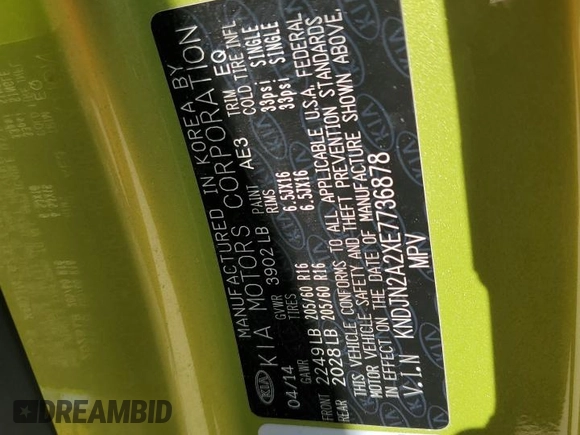 MANUFACTURED IN KOREA BY
KIA KIA MOTORS CORPORATION
04/14 GVWR 3902 LB PAINT AE3 TRIM EQ
GAWR TIRES RIMS COLD TIRE INFL
FRONT 2249LB 205/60 R16 6.5JX16 33psi SINGLE
REAR 2028LB 205/60 R16 6.5JX16 33psi SINGLE
THIS VEHICLE CONFORMS TO ALL APPLICABLE U.S.A. FEDERAL
MOTOR VEHICLE SAFETY AND THEFT PREVENTION STANDARDS
IN EFFECT ON THE DATE OF MANUFACTURE SHOWN ABOVE.
V.I.N KNDJN2A2XE7736878
MPV
DREAMBID